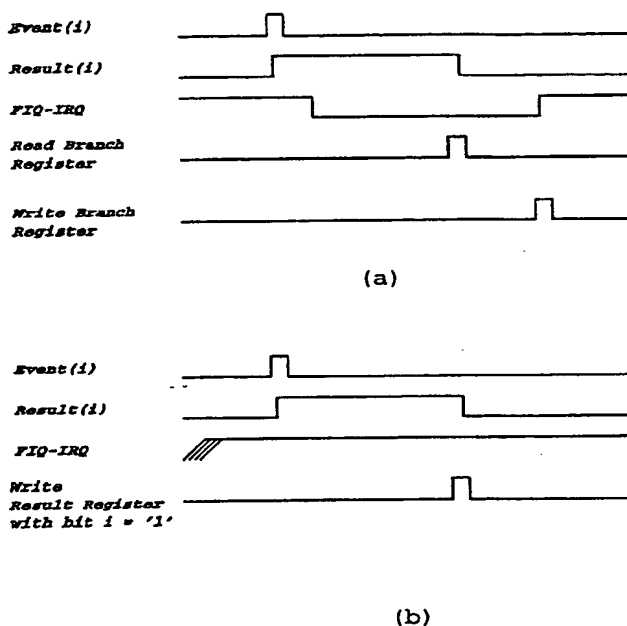 Event(i)
Result(i)
FIQ-IRQ
Read Branch
Register
Write Branch
Register
(a)
Event(i)
Result(i)
FIQ-IRQ
Write
Result Register
with bit i = '1'
(b)